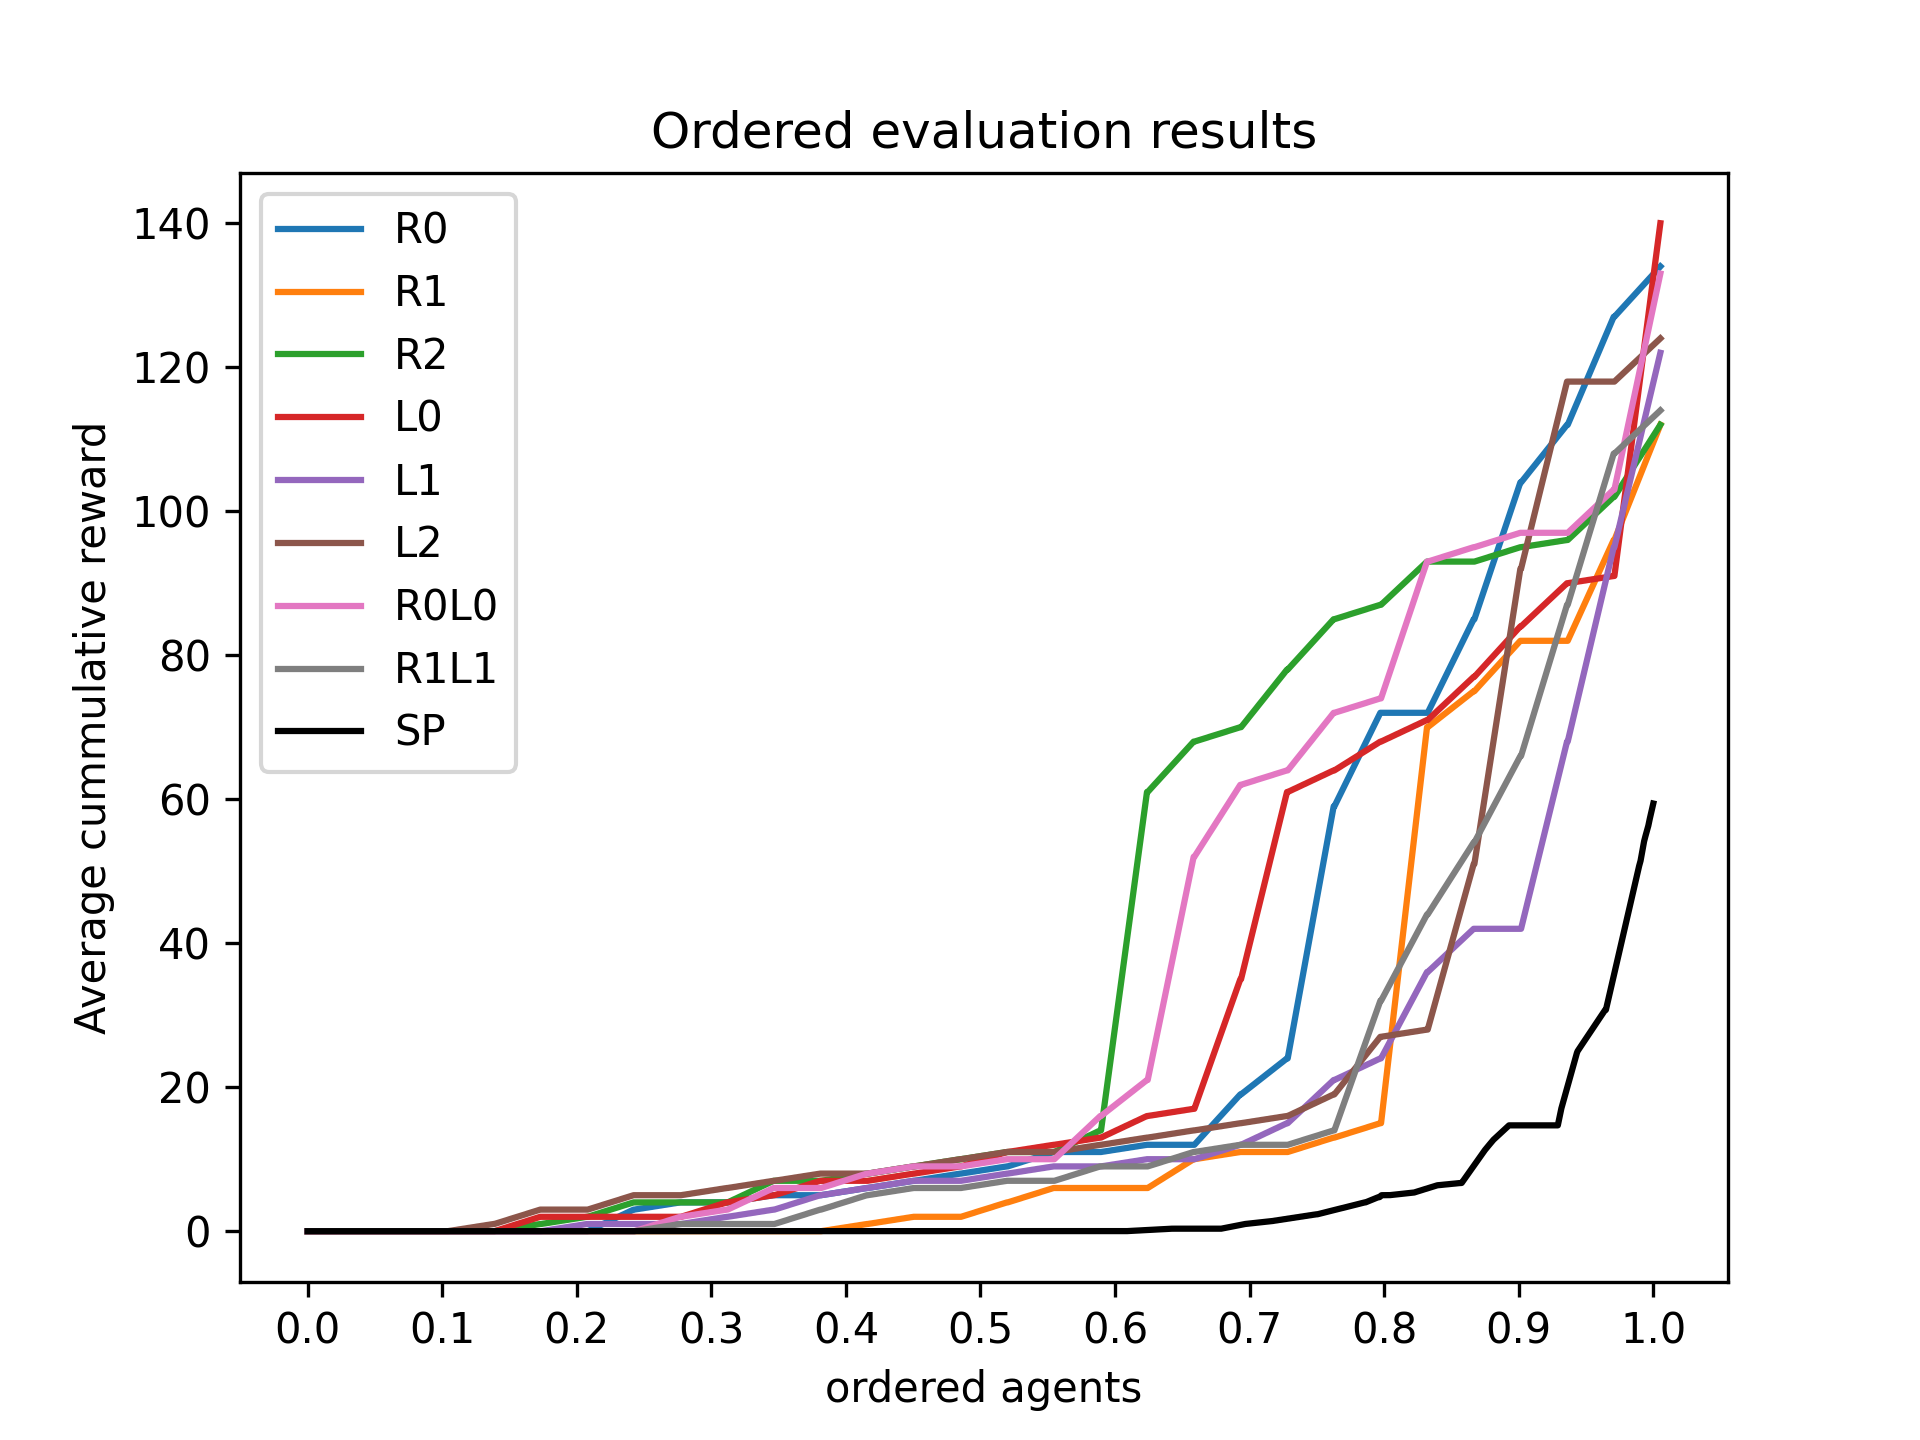 Ordered evaluation results
Average cummulative reward
140
120
100
80
60
40
20
0
R0
R1
R2
L0
L1
L2
R0L0
R1L1
SP
0.0 0.1 0.2 0.3 0.4 0.5 0.6 0.7 0.8 0.9 1.0
ordered agents